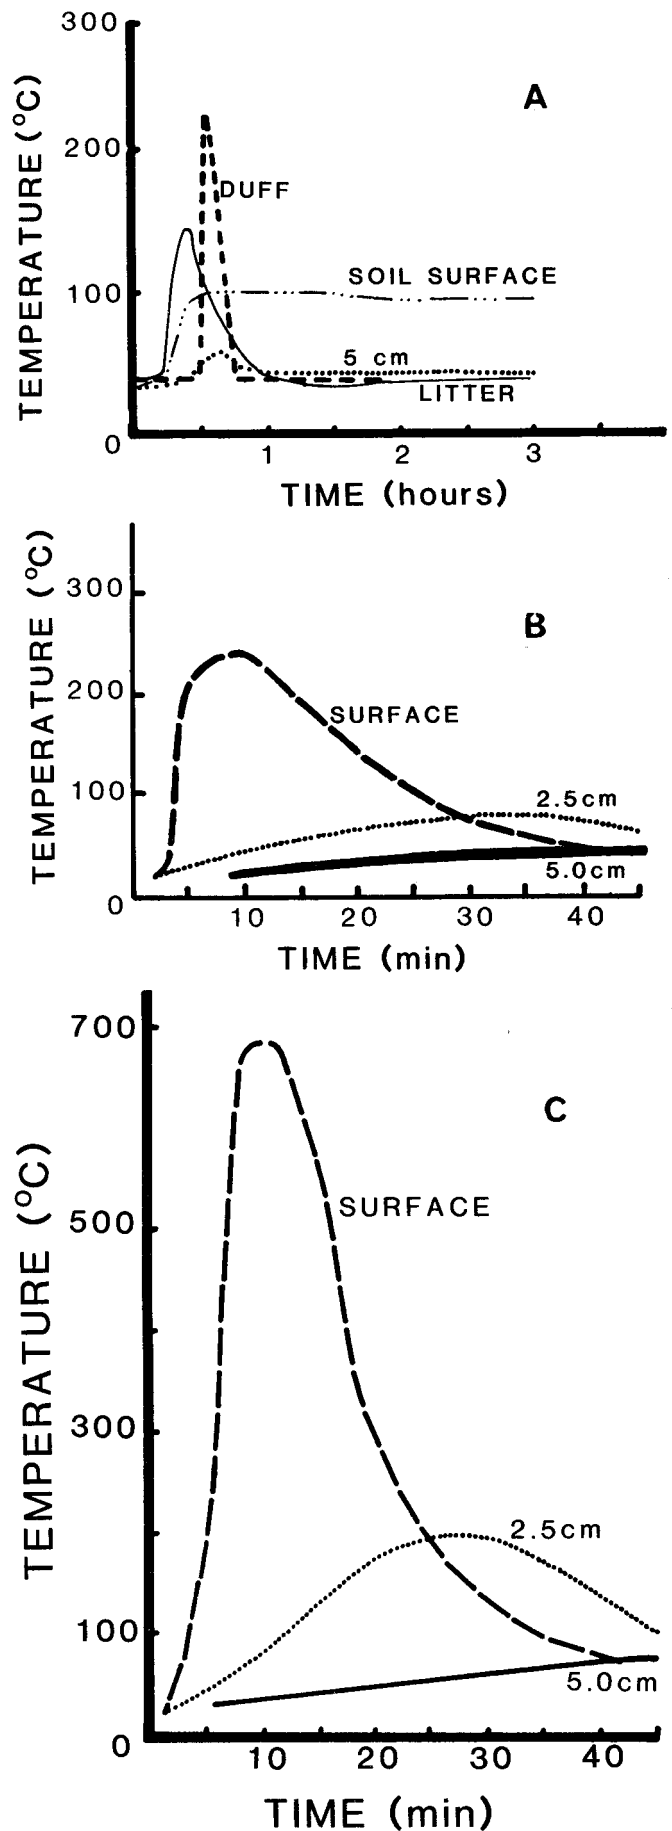 300
A
TEMPERATURE (°C)
200
DUFF
SOIL SURFACE
100
5 cm
LITTER
0
1 2 3
TIME (hours)
TEMPERATURE (°C)
300
B
200
SURFACE
100
2.5cm
5.0cm
0
10 20 30 40
TIME (min)
700
C
TEMPERATURE (°C)
500
SURFACE
300
2.5cm
100
5.0cm
0
10 20 30 40
TIME (min)